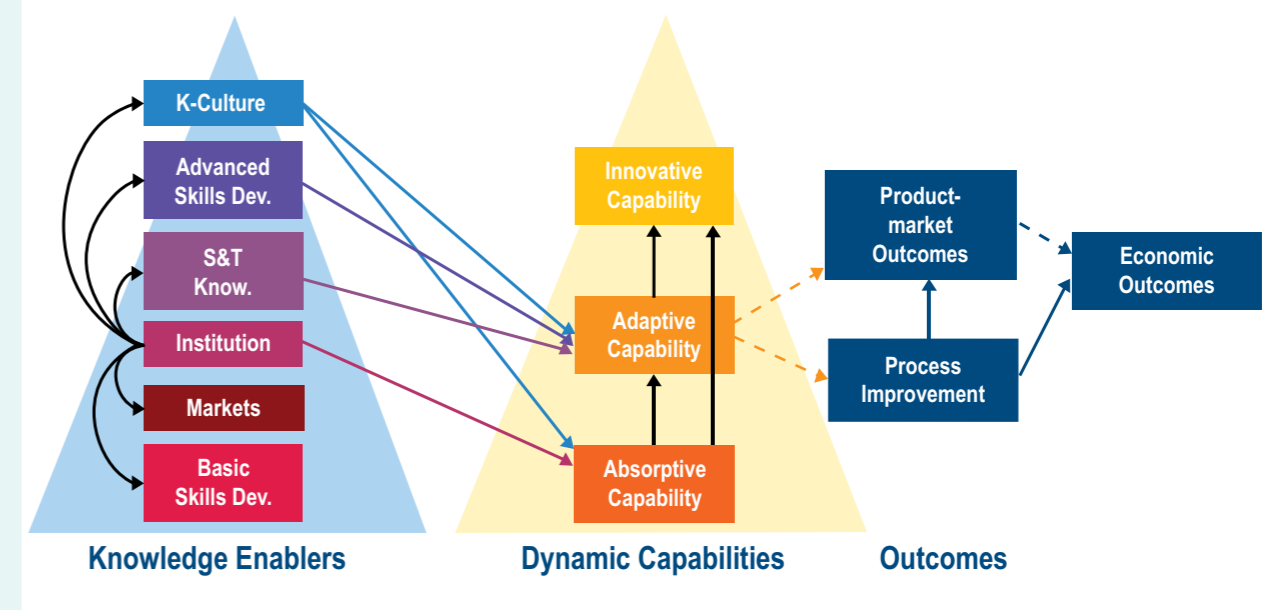 K-Culture
Advanced
Skills Dev.
S&T
Know.
Institution
Markets
Basic
Skills Dev.
Knowledge Enablers
Innovative
Capability
Adaptive
Capability
Absorptive
Capability
Dynamic Capabilities
Product-
market
Outcomes
Process
Improvement
Economic
Outcomes
Outcomes